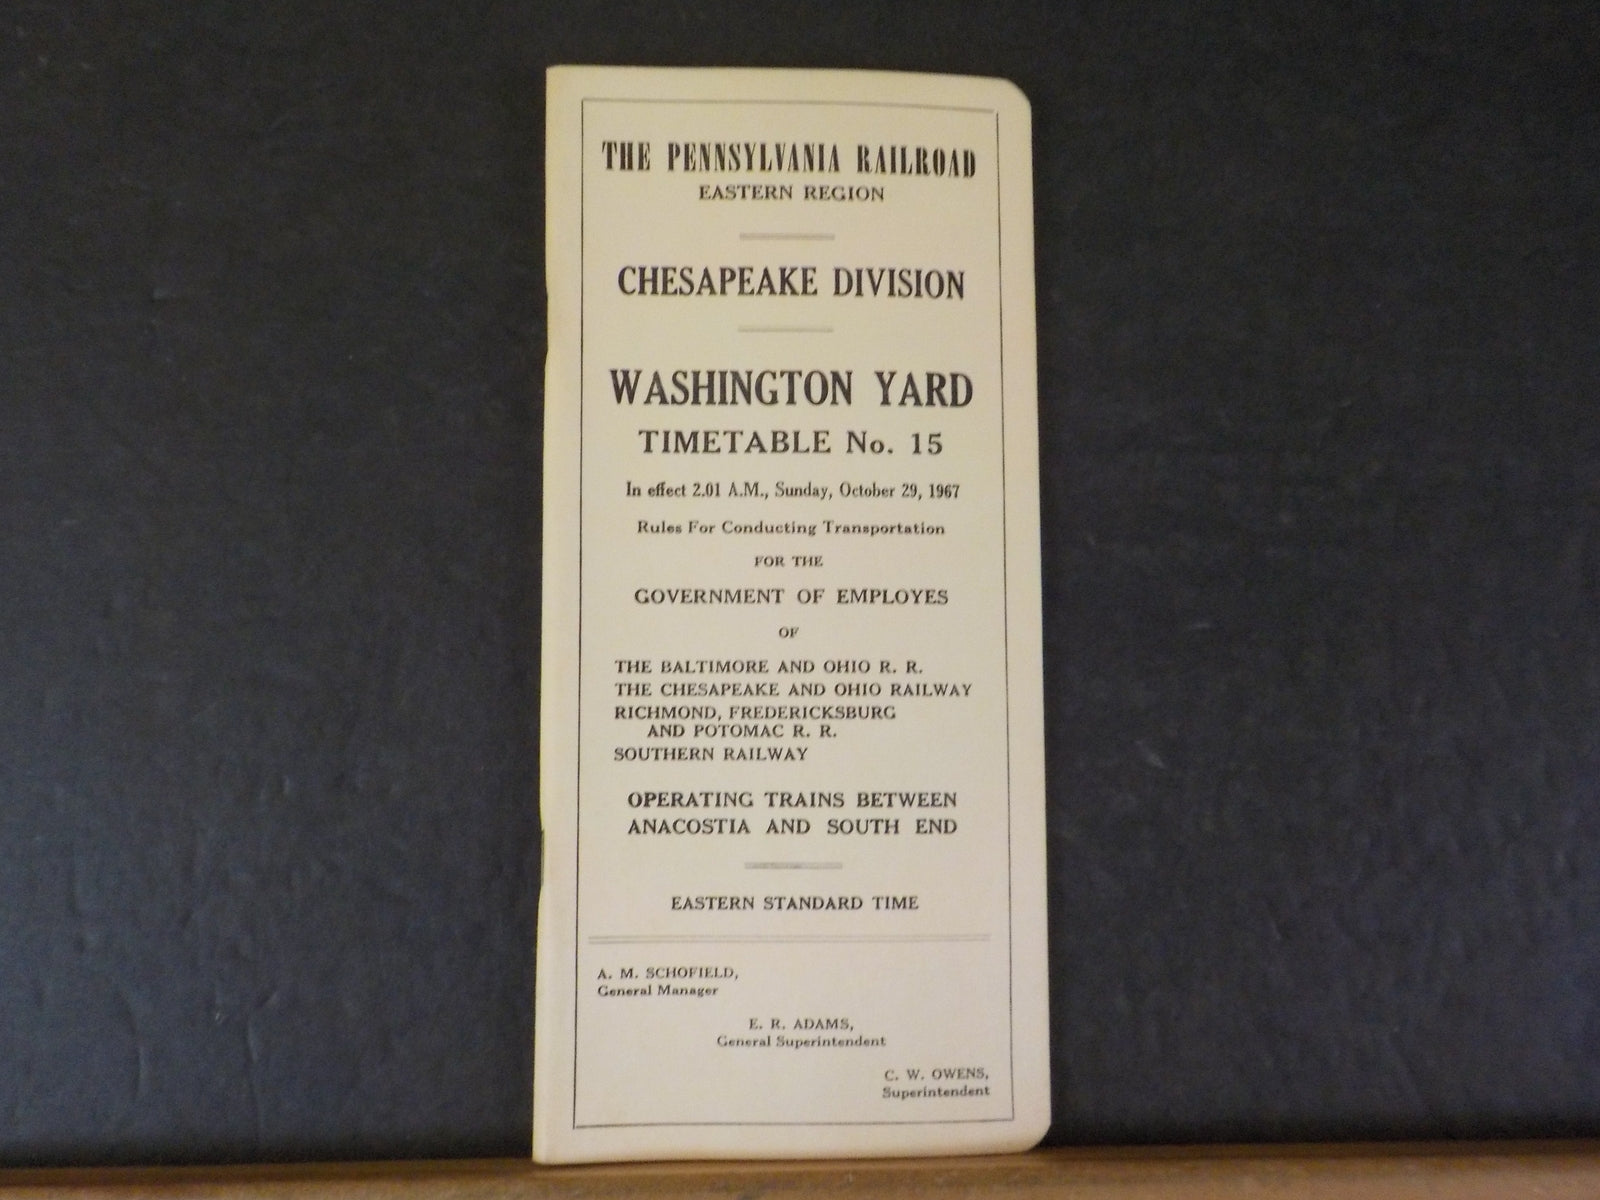 THE PENNSYLVANIA RAILROAD
EASTERN REGION
CHESAPEAKE DIVISION
WASHINGTON YARD
TIMETABLE No. 15
In effect 2.01 A.M., Sunday, October 29, 1967
Rules For Conducting Transportation
FOR THE
GOVERNMENT OF EMPLOYES
OF
THE BALTIMORE AND OHIO R. R.
THE CHESAPEAKE AND OHIO RAILWAY
RICHMOND, FREDERICKSBURG
AND POTOMAC R. R.
SOUTHERN RAILWAY
OPERATING TRAINS BETWEEN
ANACOSTIA AND SOUTH END
EASTERN STANDARD TIME
A. M. SCHOFIELD,
General Manager
E. R. ADAMS,
General Superintendent
C. W. OWENS,
Superintendent